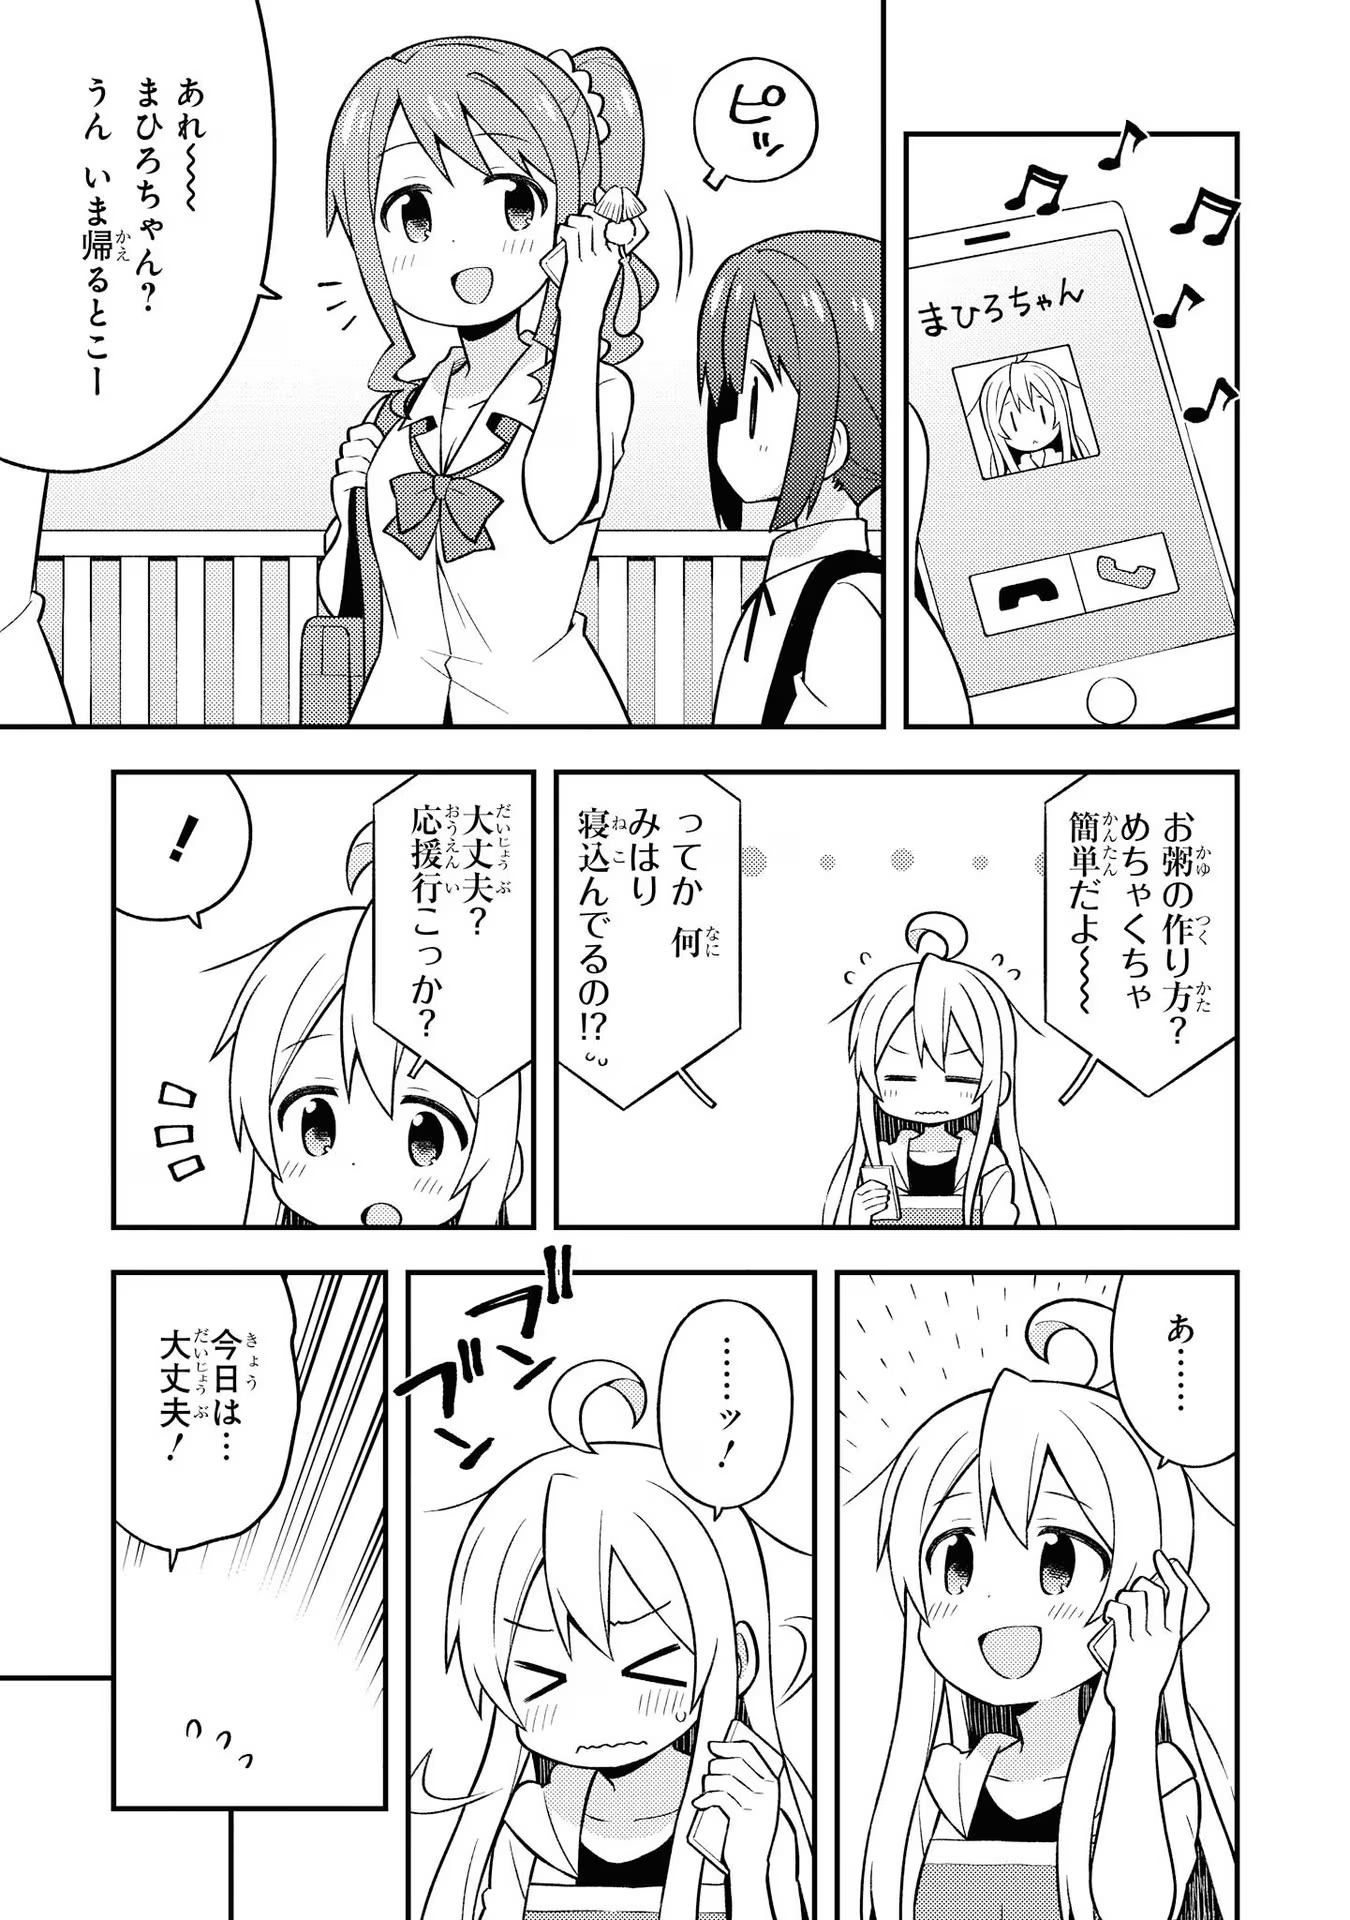 まひろちゃん
ピッ
あれ〜〜〜
まひろちゃん?
うん いま帰るとこー
お粥の作り方?
めちゃくちゃ
簡単だよ〜〜〜
ってか 何
みはり
寝込んでるの!?
大丈夫?
応援行こっか?
!
あ……
……ッ!
ブンブン
今日は…
大丈夫!